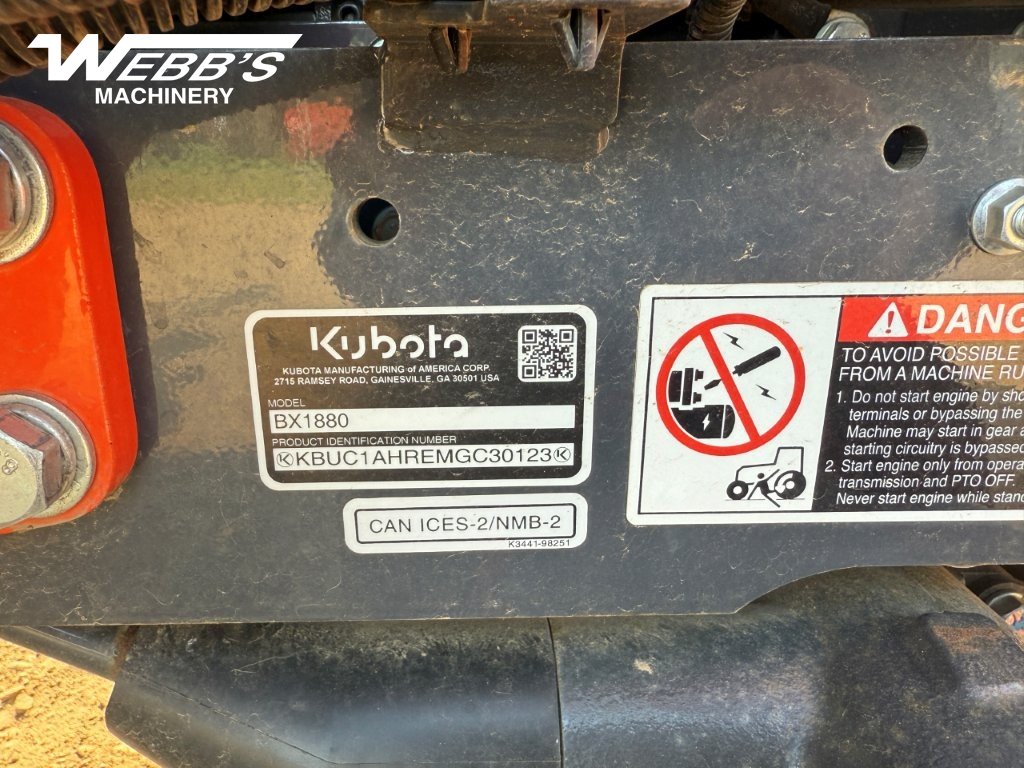 WEBB'S
MACHINERY
Kubota
KUBOTA MANUFACTURING of AMERICA CORP.
2715 RAMSEY ROAD, GAINESVILLE, GA 30501 USA
MODEL
BX1880
PRODUCT IDENTIFICATION NUMBER
KBUC1AHREMGC30123
CAN ICES-2/NMB-2
K3441-98251
DANG
TO AVOID POSSIBLE
FROM A MACHINE RU
1. Do not start engine by sho
terminals or bypassing the
Machine may start in gear a
starting circuitry is bypassed
2. Start engine only from opera
transmission and PTO OFF.
Never start engine while stand